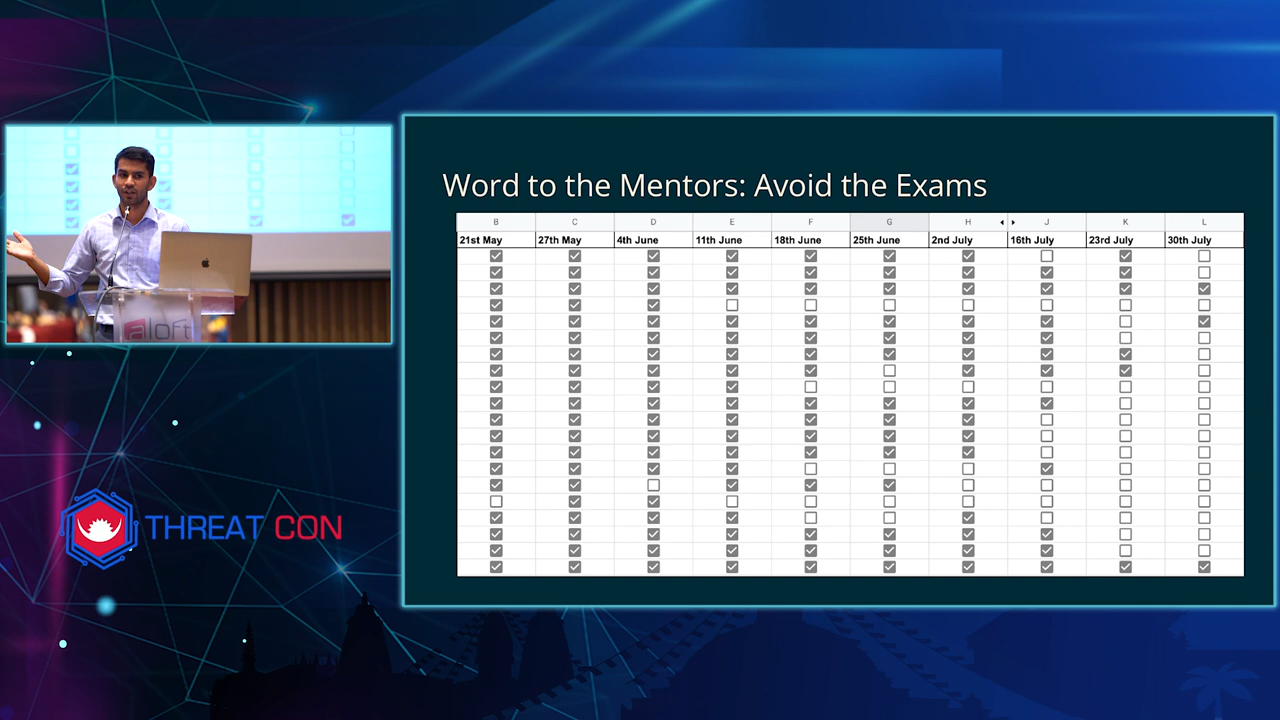 Word to the Mentors: Avoid the Exams
B C D E F G H J K L
21st May 27th May 4th June 11th June 18th June 25th June 2nd July 16th July 23rd July 30th July
aloft
THREAT CON